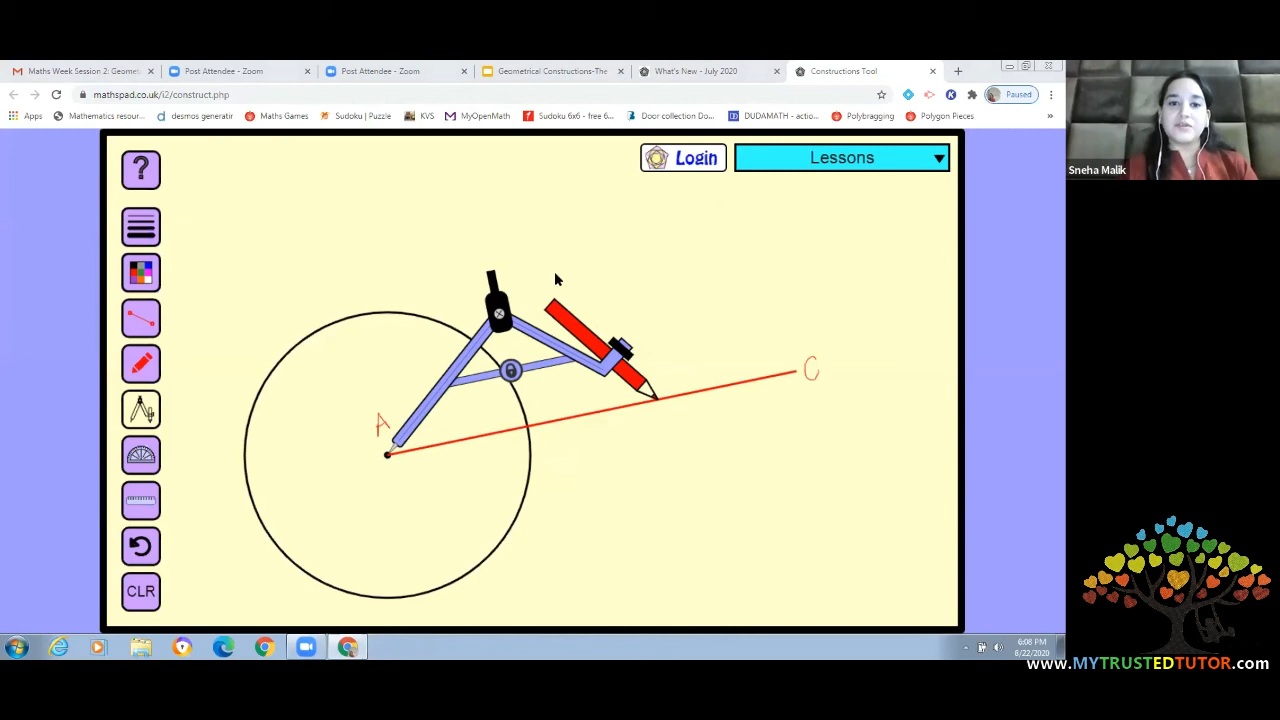 Maths Week Session 2: Geomet
Post Attendee - Zoom
Post Attendee - Zoom
Geometrical Constructions-The
What's New - July 2020
Constructions Tool
mathspad.co.uk/i2/construct.php
Paused
Apps
Mathematics resour...
desmos generatir
Maths Games
Sudoku | Puzzle
KVS
MyOpenMath
Sudoku 6x6 - free 6...
Door collection Do...
DUDAMATH - actio...
Polybragging
Polygon Pieces
»
?
Login
Lessons
Sneha Malik
A
C
CLR
6:08 PM
8/22/2020
www.MYTRUSTEDTUTOR.com